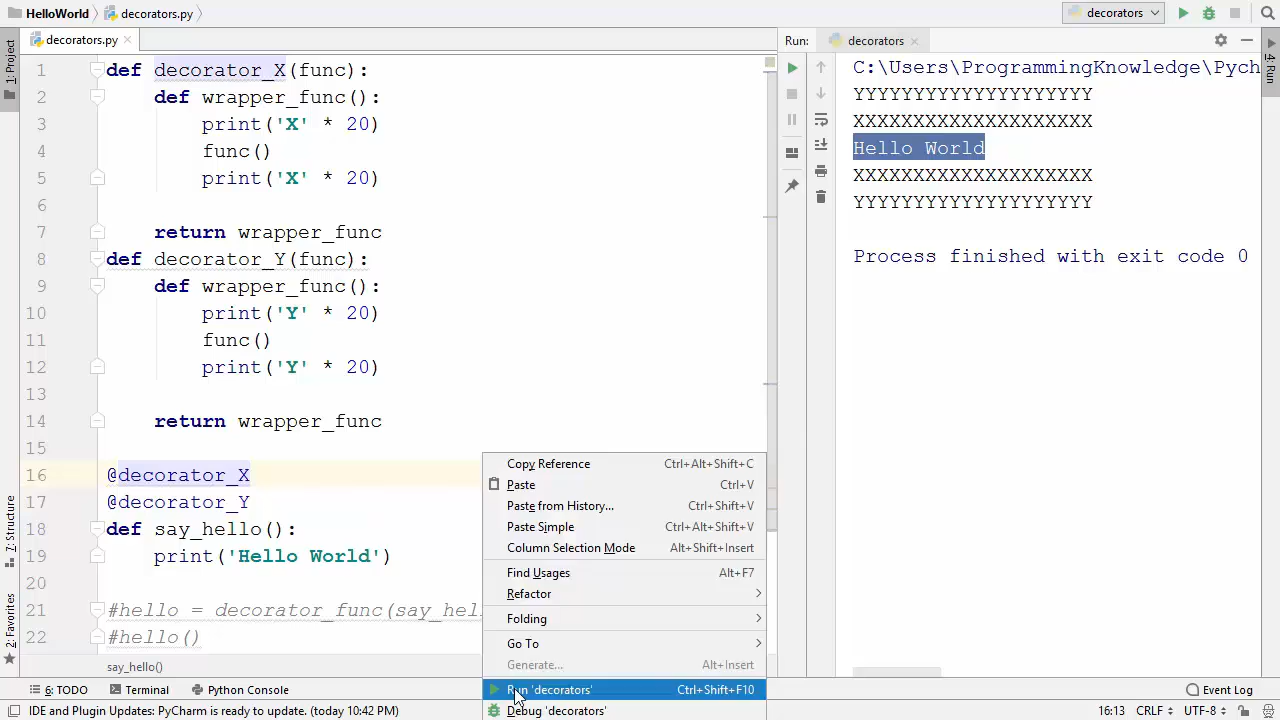 HelloWorld decorators.py decorators
decorators.py Run: decorators
1: Project
4: Run
7: Structure
2: Favorites
1 def decorator_X(func):
2 def wrapper_func():
3 print('X' * 20)
4 func()
5 print('X' * 20)
6
7 return wrapper_func
8 def decorator_Y(func):
9 def wrapper_func():
10 print('Y' * 20)
11 func()
12 print('Y' * 20)
13
14 return wrapper_func
15
16 @decorator_X
17 @decorator_Y
18 def say_hello():
19 print('Hello World')
20
21 #hello = decorator_func(say_hell
22 #hello()
say_hello()
C:\Users\ProgrammingKnowledge\Pych
YYYYYYYYYYYYYYYYYYYY
XXXXXXXXXXXXXXXXXXXX
Hello World
XXXXXXXXXXXXXXXXXXXX
YYYYYYYYYYYYYYYYYYYY
Process finished with exit code 0
Copy Reference Ctrl+Alt+Shift+C
Paste Ctrl+V
Paste from History... Ctrl+Shift+V
Paste Simple Ctrl+Alt+Shift+V
Column Selection Mode Alt+Shift+Insert
Find Usages Alt+F7
Refactor
Folding
Go To
Generate... Alt+Insert
Run 'decorators' Ctrl+Shift+F10
Debug 'decorators'
6: TODO Terminal Python Console Event Log
IDE and Plugin Updates: PyCharm is ready to update. (today 10:42 PM) 16:13 CRLF UTF-8